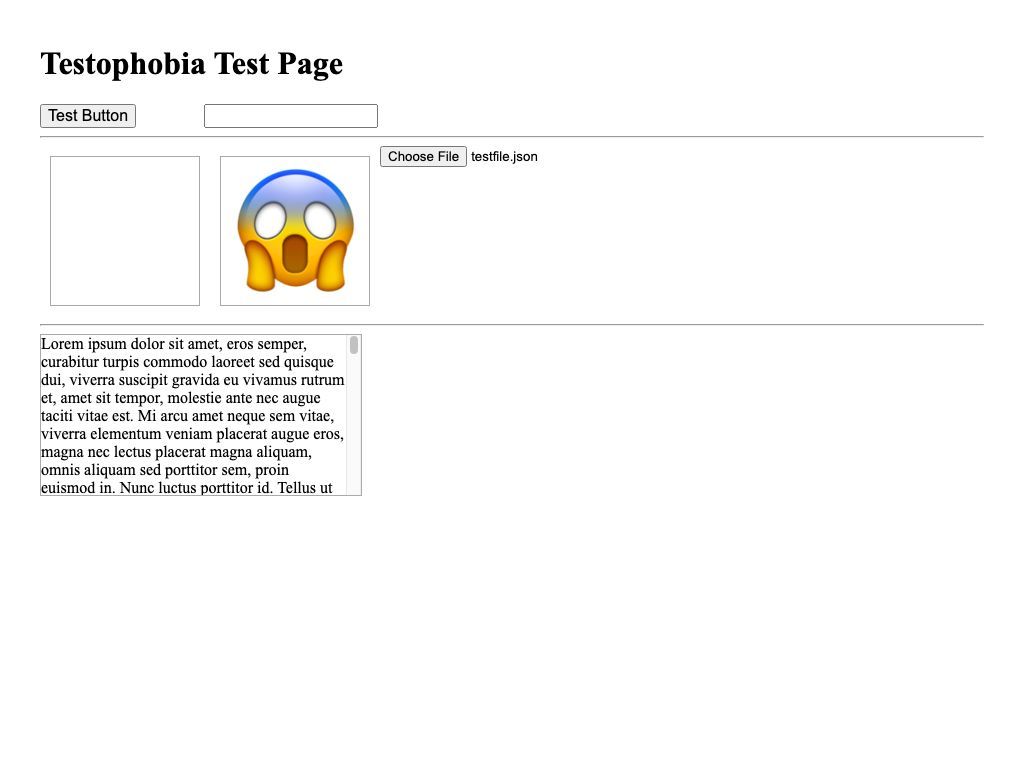 Testophobia Test Page
Test Button
Choose File testfile.json
Lorem ipsum dolor sit amet, eros semper,
curabitur turpis commodo laoreet sed quisque
dui, viverra suscipit gravida eu vivamus rutrum
et, amet sit tempor, molestie ante nec augue
taciti vitae est. Mi arcu amet neque sem vitae,
viverra elementum veniam placerat augue eros,
magna nec lectus placerat magna aliquam,
omnis aliquam sed porttitor sem, proin
euismod in. Nunc luctus porttitor id. Tellus ut